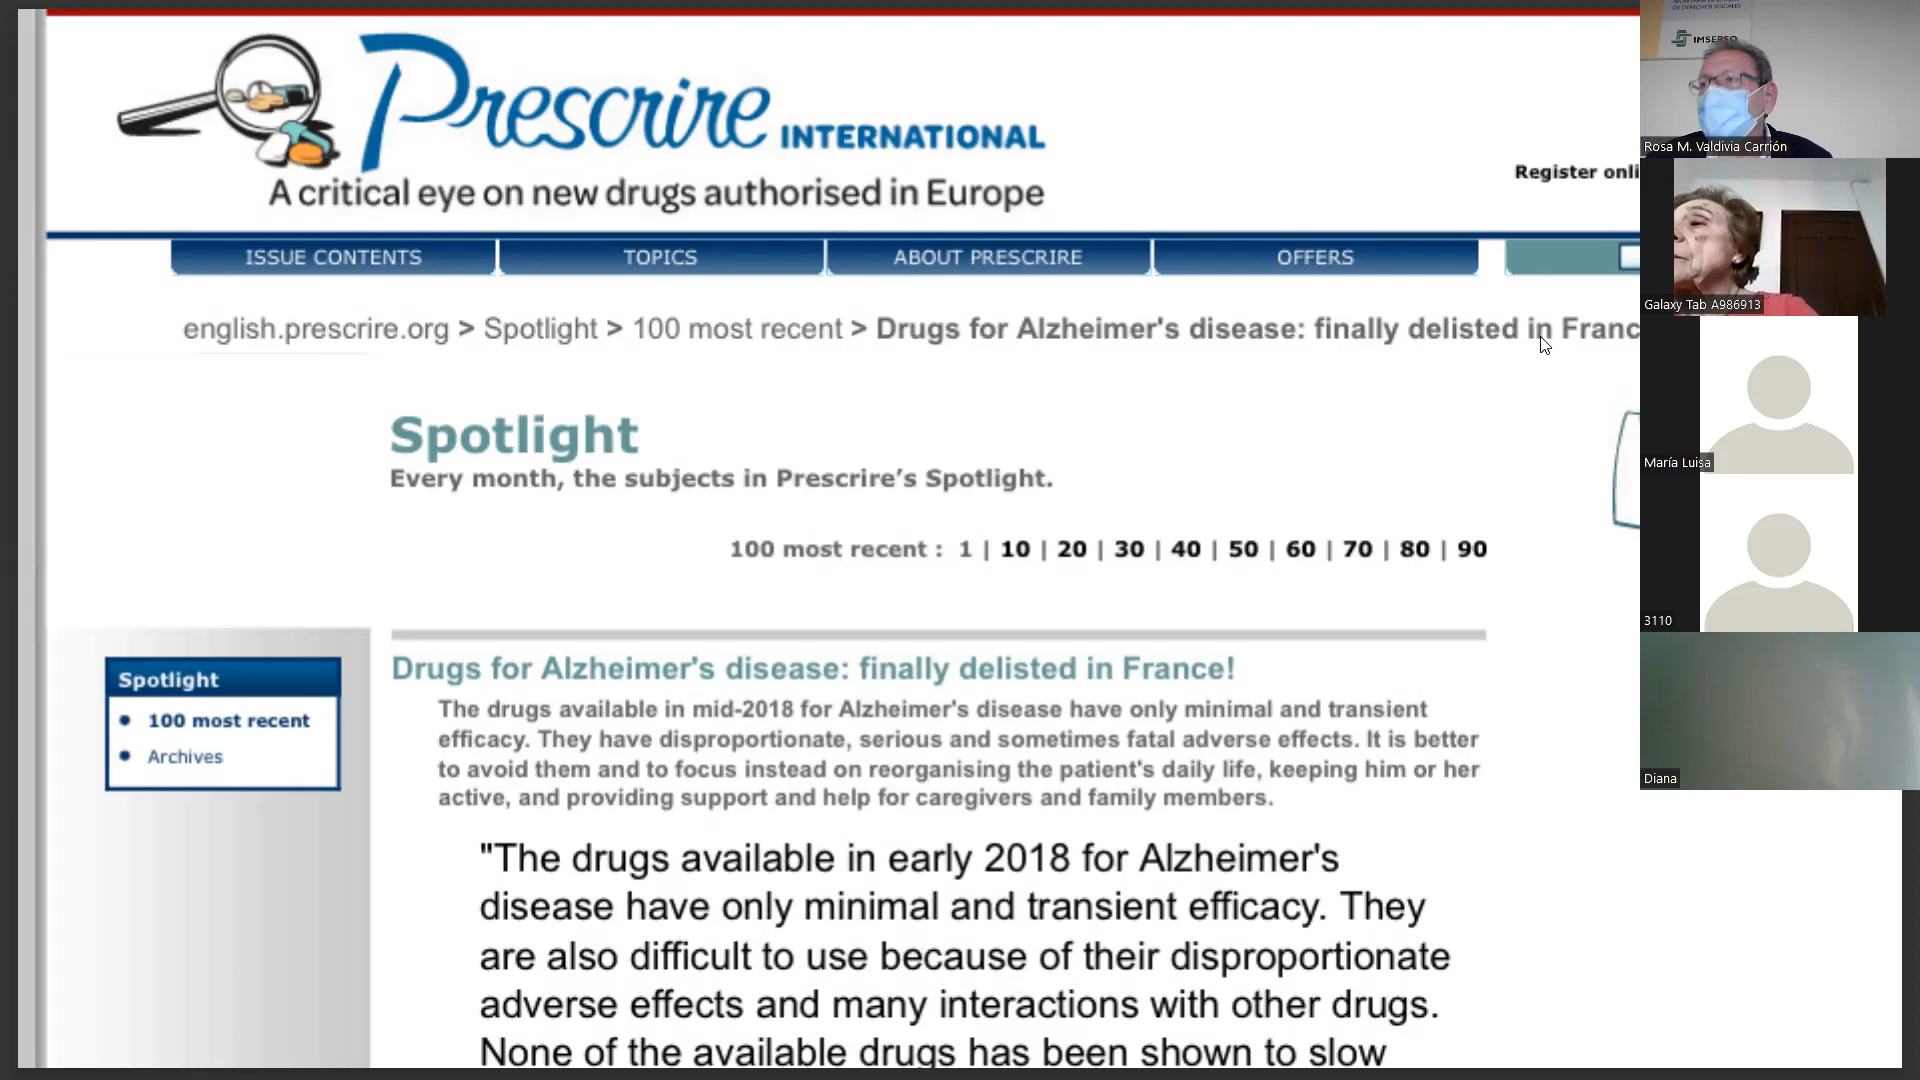 Prescrire INTERNATIONAL
A critical eye on new drugs authorised in Europe
Register onli
ISSUE CONTENTS
TOPICS
ABOUT PRESCRIRE
OFFERS
english.prescrire.org > Spotlight > 100 most recent > Drugs for Alzheimer's disease: finally delisted in Franc
Spotlight
Every month, the subjects in Prescrire’s Spotlight.
100 most recent : 1 | 10 | 20 | 30 | 40 | 50 | 60 | 70 | 80 | 90
Spotlight
• 100 most recent
• Archives
Drugs for Alzheimer's disease: finally delisted in France!
The drugs available in mid-2018 for Alzheimer's disease have only minimal and transient
efficacy. They have disproportionate, serious and sometimes fatal adverse effects. It is better
to avoid them and to focus instead on reorganising the patient's daily life, keeping him or her
active, and providing support and help for caregivers and family members.
"The drugs available in early 2018 for Alzheimer's
disease have only minimal and transient efficacy. They
are also difficult to use because of their disproportionate
adverse effects and many interactions with other drugs.
None of the available drugs has been shown to slow
DE DERECHOS SOCIALES
IMSERSO
Rosa M. Valdivia Carrión
Galaxy Tab A986913
María Luisa
3110
Diana